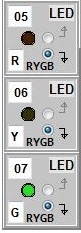 05 LED
R RYGB
06 LED
Y RYGB
07 LED
G RYGB